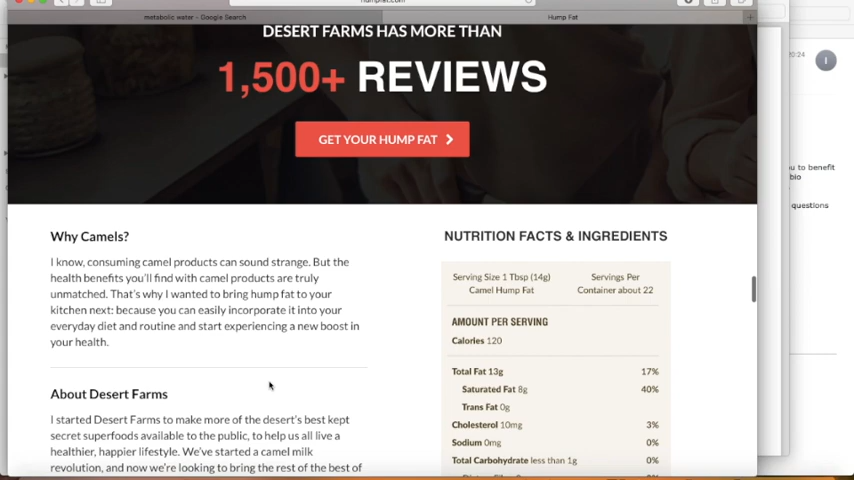 humpfat.com
metabolic water - Google Search
Hump Fat
DESERT FARMS HAS MORE THAN
1,500+ REVIEWS
GET YOUR HUMP FAT
20:24
I
u to benefit
bio
questions
Why Camels?
I know, consuming camel products can sound strange. But the
health benefits you'll find with camel products are truly
unmatched. That's why I wanted to bring hump fat to your
kitchen next: because you can easily incorporate it into your
everyday diet and routine and start experiencing a new boost in
your health.
About Desert Farms
I started Desert Farms to make more of the desert's best kept
secret superfoods available to the public, to help us all live a
healthier, happier lifestyle. We've started a camel milk
revolution, and now we're looking to bring the rest of the best of
NUTRITION FACTS & INGREDIENTS
Serving Size 1 Tbsp (14g)
Camel Hump Fat
Servings Per
Container about 22
AMOUNT PER SERVING
Calories 120
Total Fat 13g 17%
Saturated Fat 8g 40%
Trans Fat 0g
Cholesterol 10mg 3%
Sodium 0mg 0%
Total Carbohydrate less than 1g 0%